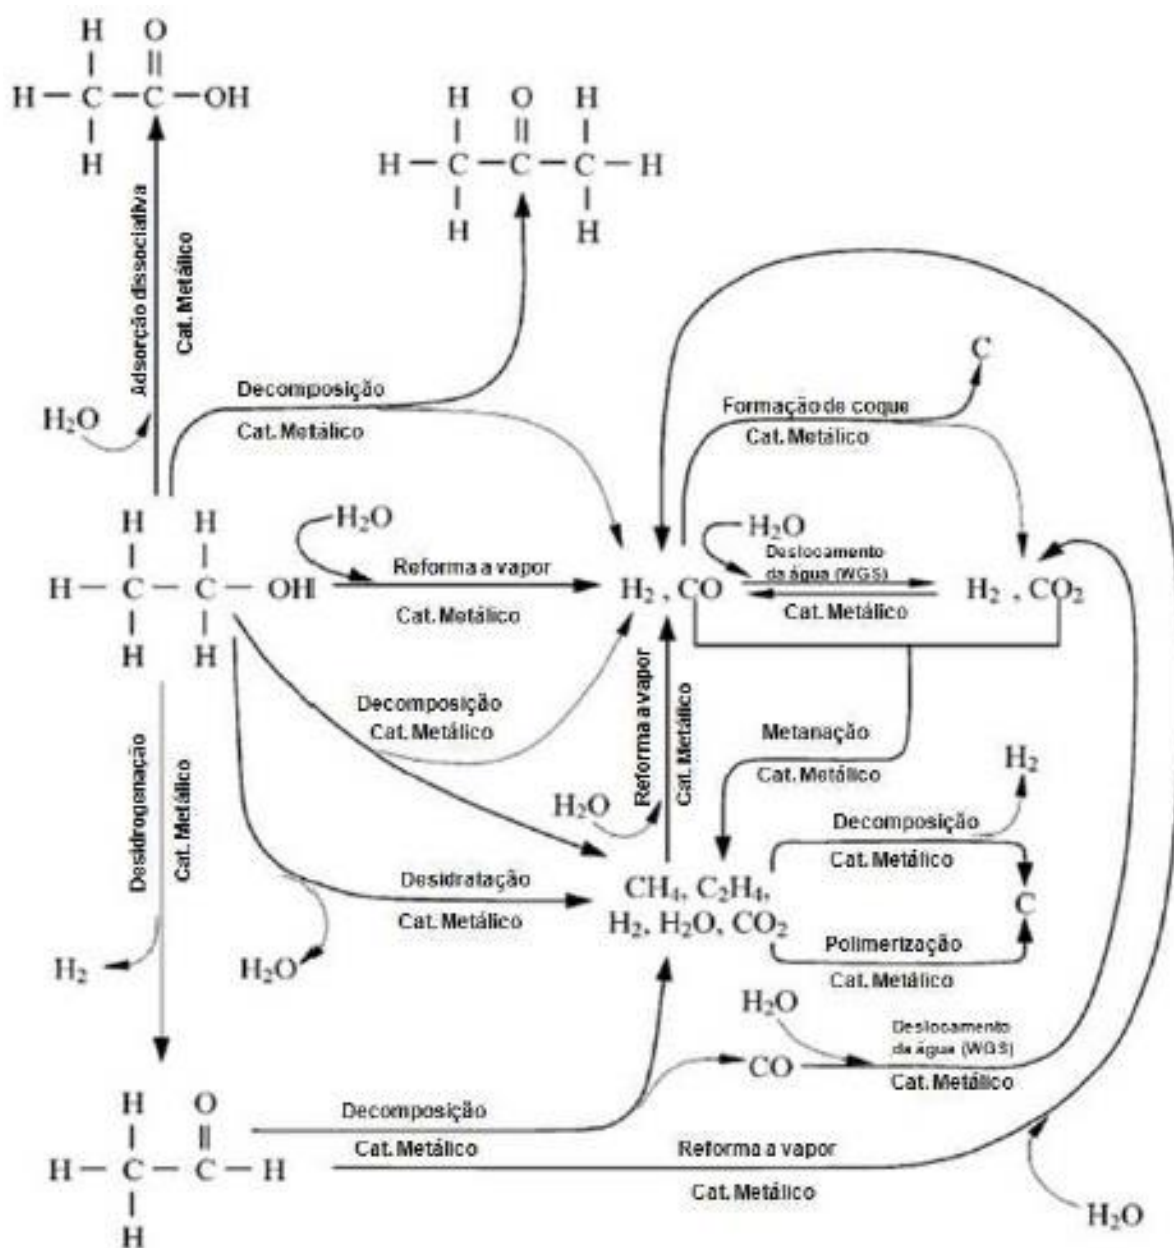 H O
H — C — C — OH
H
H O H
H — C — C — C — H
H H
Adsorção dissociativa
Cat. Metálico
H₂O
Decomposição
Cat. Metálico
C
Formação de coque
Cat. Metálico
H H
H — C — C — OH
H H
H₂O
Reforma a vapor
Cat. Metálico
H₂ , CO
H₂O
Deslocamento
da água (WGS)
Cat. Metálico
H₂ , CO₂
Decomposição
Cat. Metálico
Reforma a vapor
Cat. Metálico
H₂O
Metanação
Cat. Metálico
Desidrogenação
Cat. Metálico
H₂
Desidratação
Cat. Metálico
H₂O
CH₄, C₂H₄,
H₂, H₂O, CO₂
Decomposição
Cat. Metálico
H₂
C
Polimerização
Cat. Metálico
H₂O
CO
Deslocamento
da água (WGS)
Cat. Metálico
H O
H — C — C — H
H
Decomposição
Cat. Metálico
Reforma a vapor
Cat. Metálico
H₂O